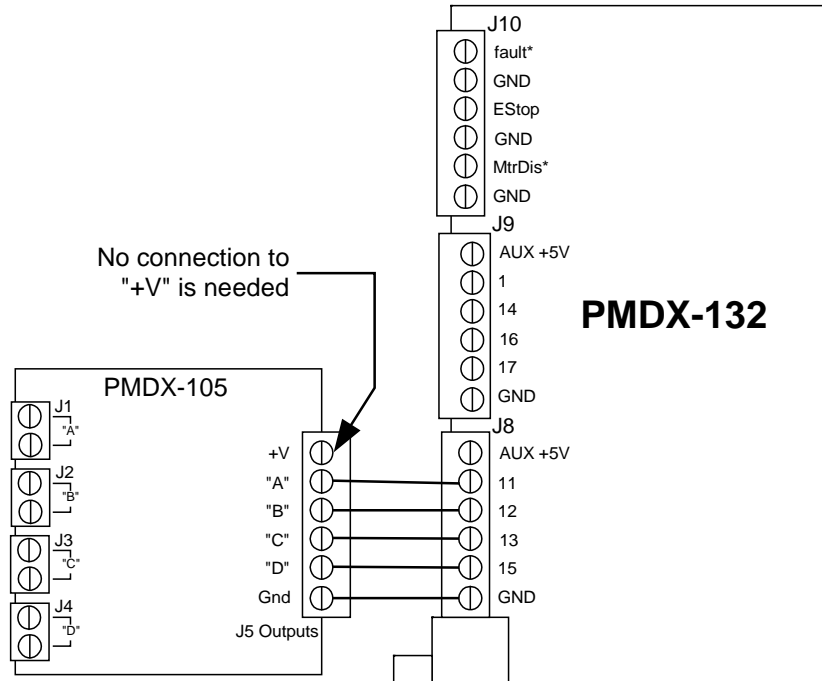 J10
fault*
GND
EStop
GND
MtrDis*
GND
J9
AUX +5V
1
14
16
17
GND
PMDX-132
No connection to
"+V" is needed
PMDX-105
J1
"A"
J2
"B"
J3
"C"
J4
"D"
+V
"A"
"B"
"C"
"D"
Gnd
J5 Outputs
J8
AUX +5V
11
12
13
15
GND